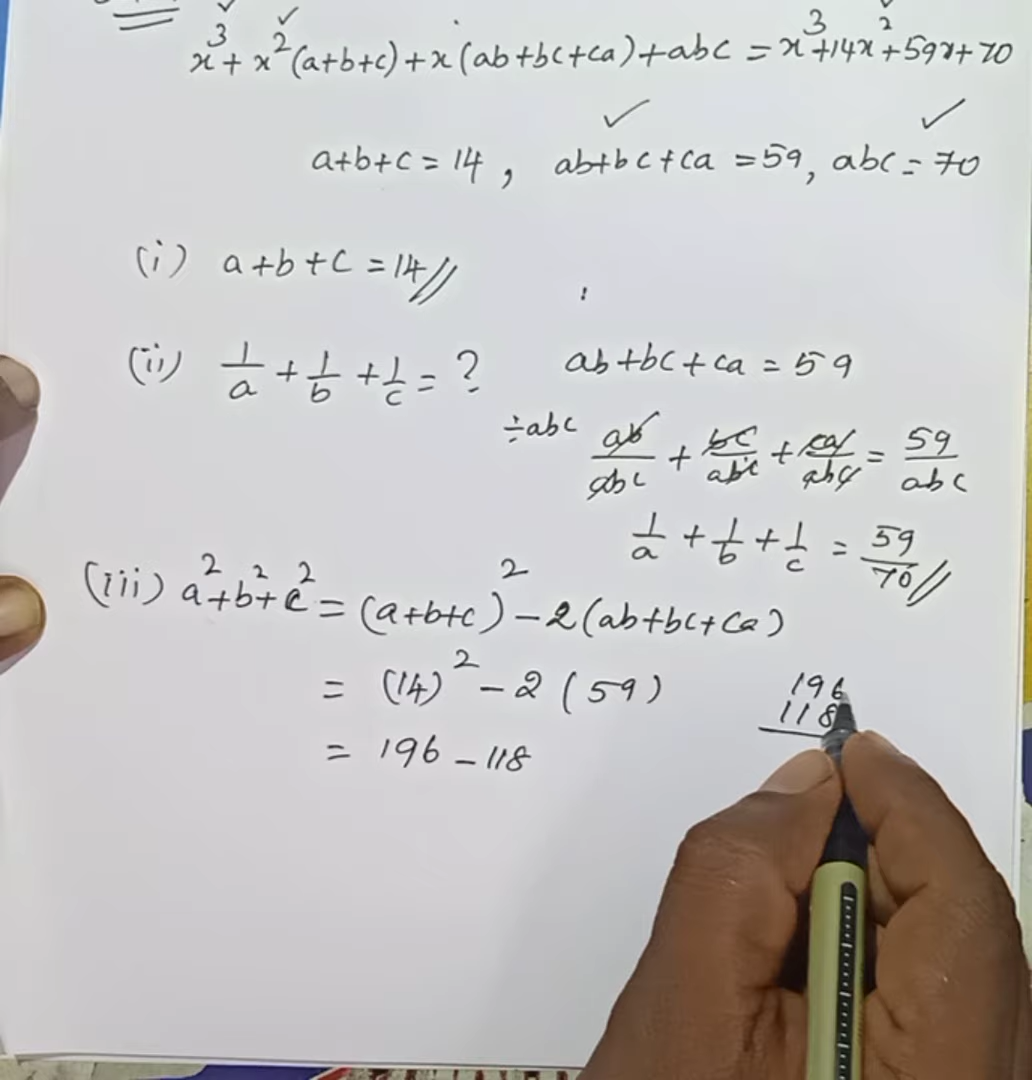 x³ + x²(a+b+c) + x(ab+bc+ca) + abc = x³+14x²+59x+70
a+b+c = 14, ab+bc+ca = 59, abc = 70
(i) a+b+c = 14//
(ii) 1/a + 1/b + 1/c = ? ab+bc+ca = 59
÷abc ab/abc + bc/abc + ca/abc = 59/abc
1/a + 1/b + 1/c = 59/70//
(iii) a²+b²+c² = (a+b+c)² - 2(ab+bc+ca)
= (14)² - 2(59)
= 196 - 118
196
118